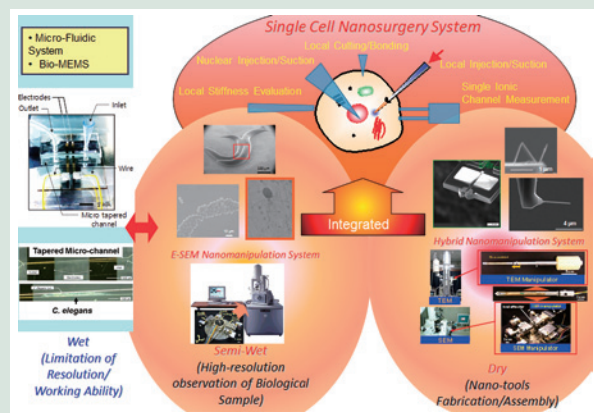 • Micro-Fluidic
System
• Bio-MEMS
Single Cell Nanosurgery System
Local Cutting/Bonding
Nuclear Injection/Suction
Local Injection/Suction
Local Stiffness Evaluation
Single Ionic
Channel Measurement
Electrodes
Outlet
Inlet
Wire
Micro tapered
channel
Integrated
E-SEM Nanomanipulation System
Hybrid Nanomanipulation System
4 μm
Tapered Micro-channel
C. elegans
TEM
TEM Manipulator
SEM
SEM Manipulator
Wet
(Limitation of
Resolution/
Working Ability)
Semi-Wet
(High-resolution
observation of Biological
Sample)
Dry
(Nano-tools
Fabrication/Assembly)